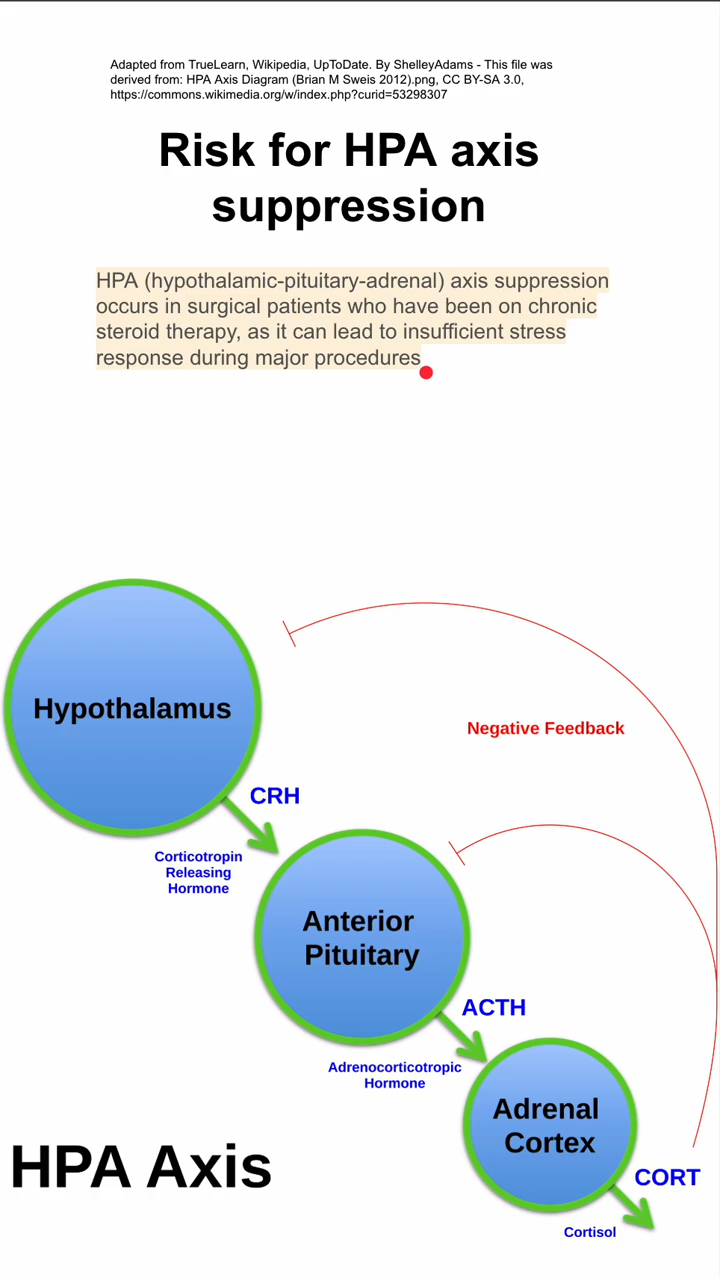 Adapted from TrueLearn, Wikipedia, UpToDate. By ShelleyAdams - This file was
derived from: HPA Axis Diagram (Brian M Sweis 2012).png, CC BY-SA 3.0,
https://commons.wikimedia.org/w/index.php?curid=53298307
Risk for HPA axis
suppression
HPA (hypothalamic-pituitary-adrenal) axis suppression
occurs in surgical patients who have been on chronic
steroid therapy, as it can lead to insufficient stress
response during major procedures
Hypothalamus
Negative Feedback
CRH
Corticotropin
Releasing
Hormone
Anterior
Pituitary
ACTH
Adrenocorticotropic
Hormone
Adrenal
Cortex
HPA Axis
CORT
Cortisol